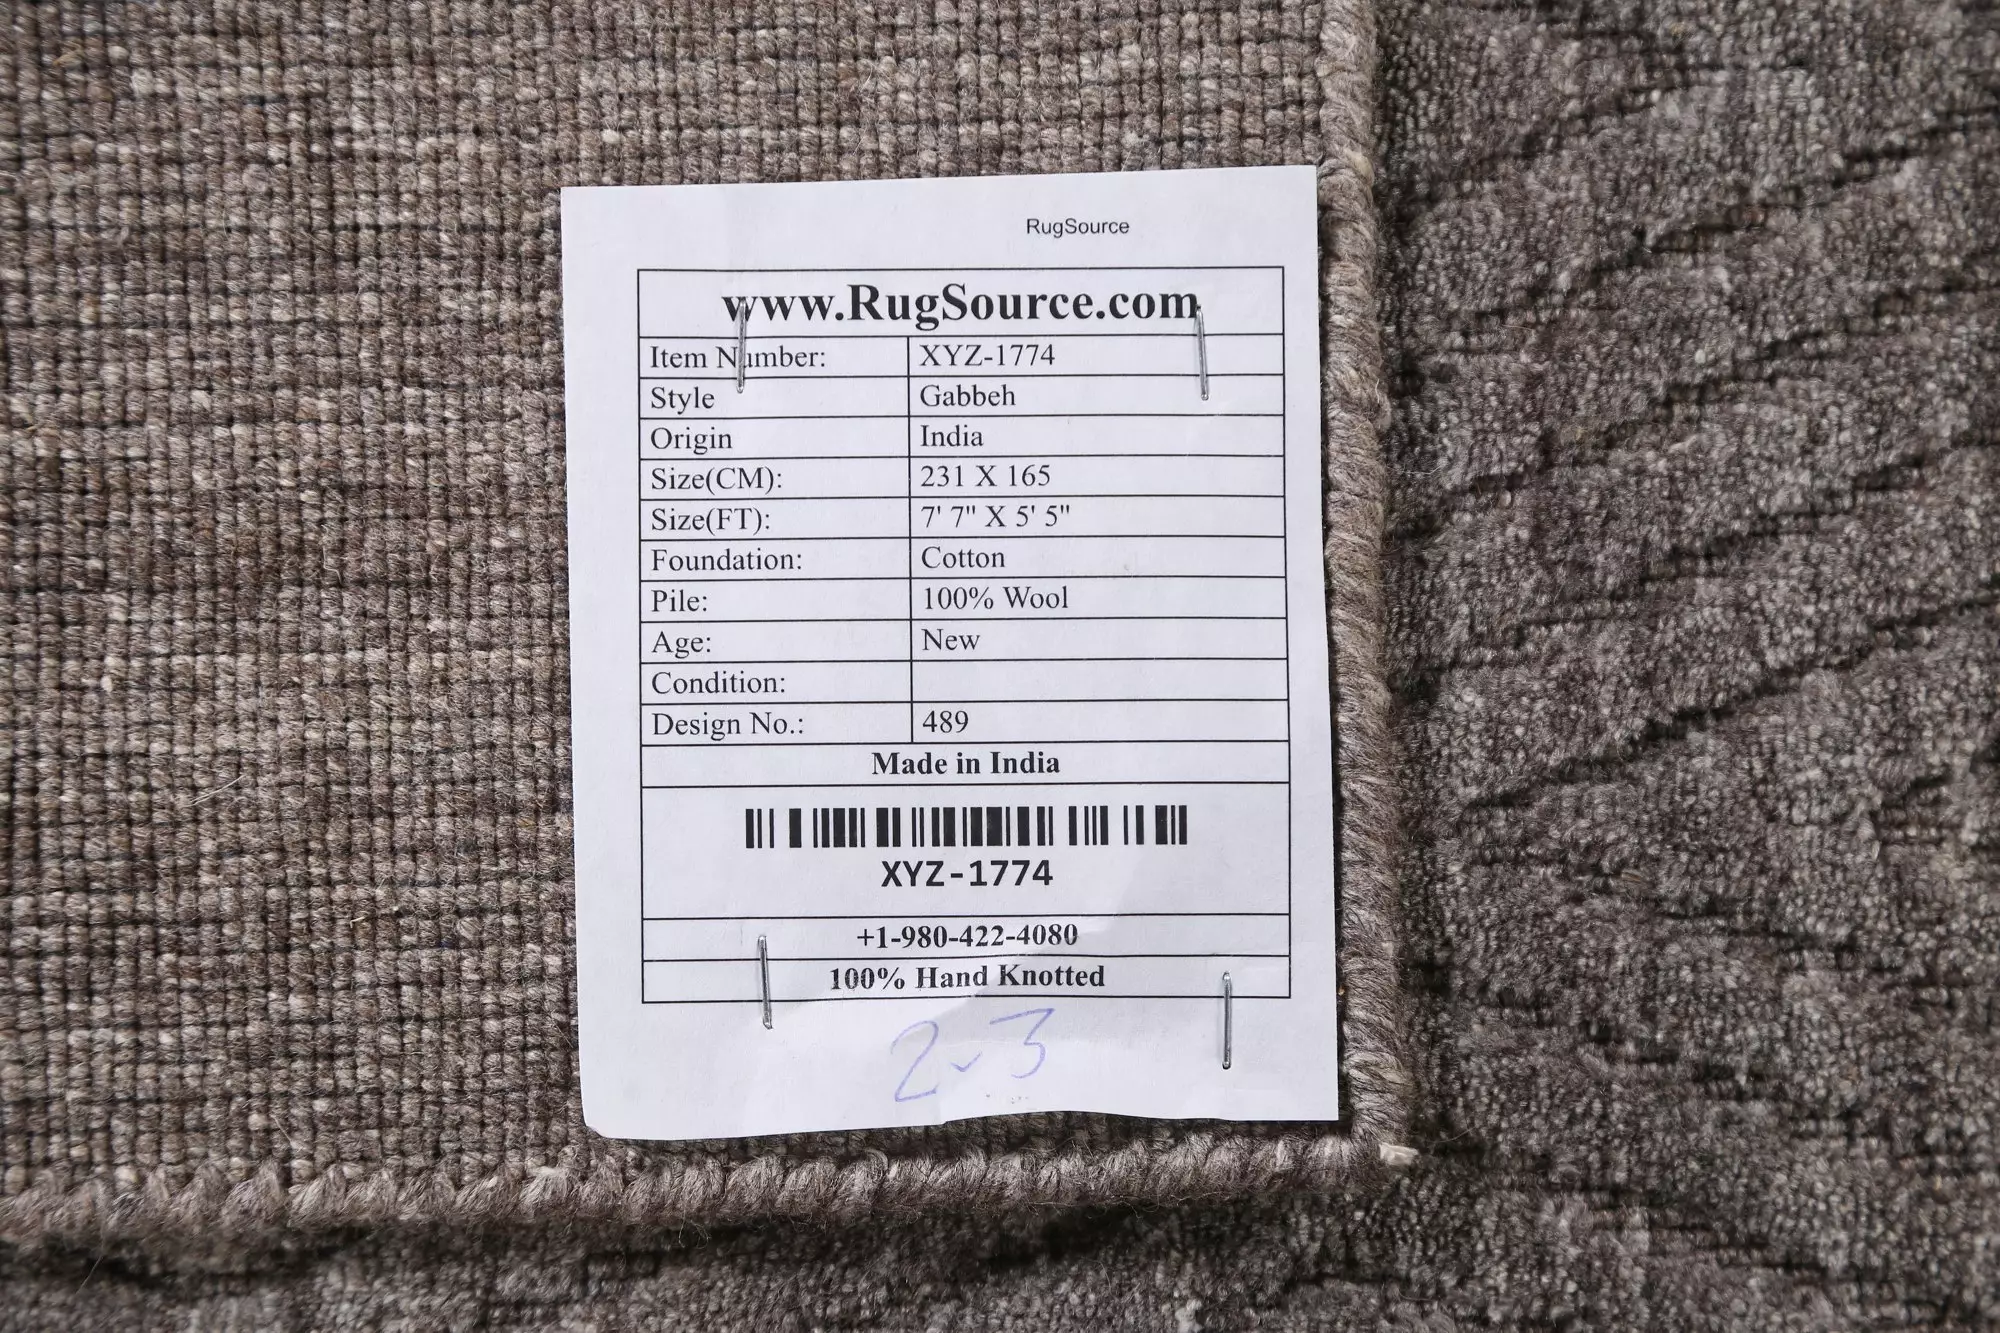 RugSource
www.RugSource.com
Item Number: XYZ-1774
Style Gabbeh
Origin India
Size(CM): 231 X 165
Size(FT): 7' 7" X 5' 5"
Foundation: Cotton
Pile: 100% Wool
Age: New
Condition:
Design No.: 489
Made in India
XYZ-1774
+1-980-422-4080
100% Hand Knotted